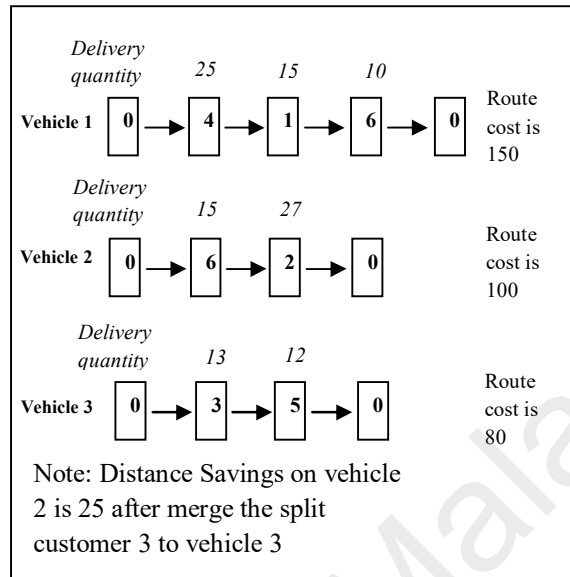 Delivery
quantity 25 15 10
Vehicle 1 0 4 1 6 0 Route
cost is
150
Delivery
quantity 15 27
Vehicle 2 0 6 2 0 Route
cost is
100
Delivery
quantity 13 12
Vehicle 3 0 3 5 0 Route
cost is
80
Note: Distance Savings on vehicle
2 is 25 after merge the split
customer 3 to vehicle 3
Mala